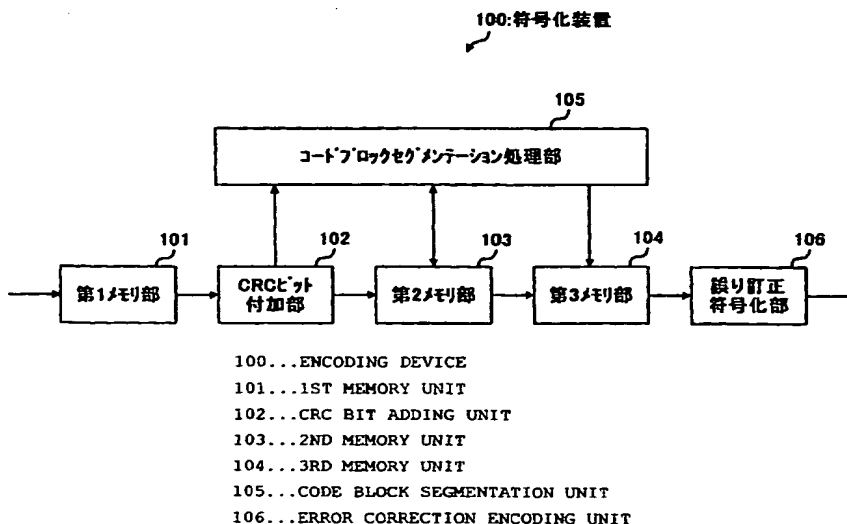 100:符号化装置
105
コードブロックセグメンテーション処理部
101
102
103
104
106
第1メモリ部
CRCビット
付加部
第2メモリ部
第3メモリ部
誤り訂正
符号化部
100...ENCODING DEVICE
101...1ST MEMORY UNIT
102...CRC BIT ADDING UNIT
103...2ND MEMORY UNIT
104...3RD MEMORY UNIT
105...CODE BLOCK SEGMENTATION UNIT
106...ERROR CORRECTION ENCODING UNIT